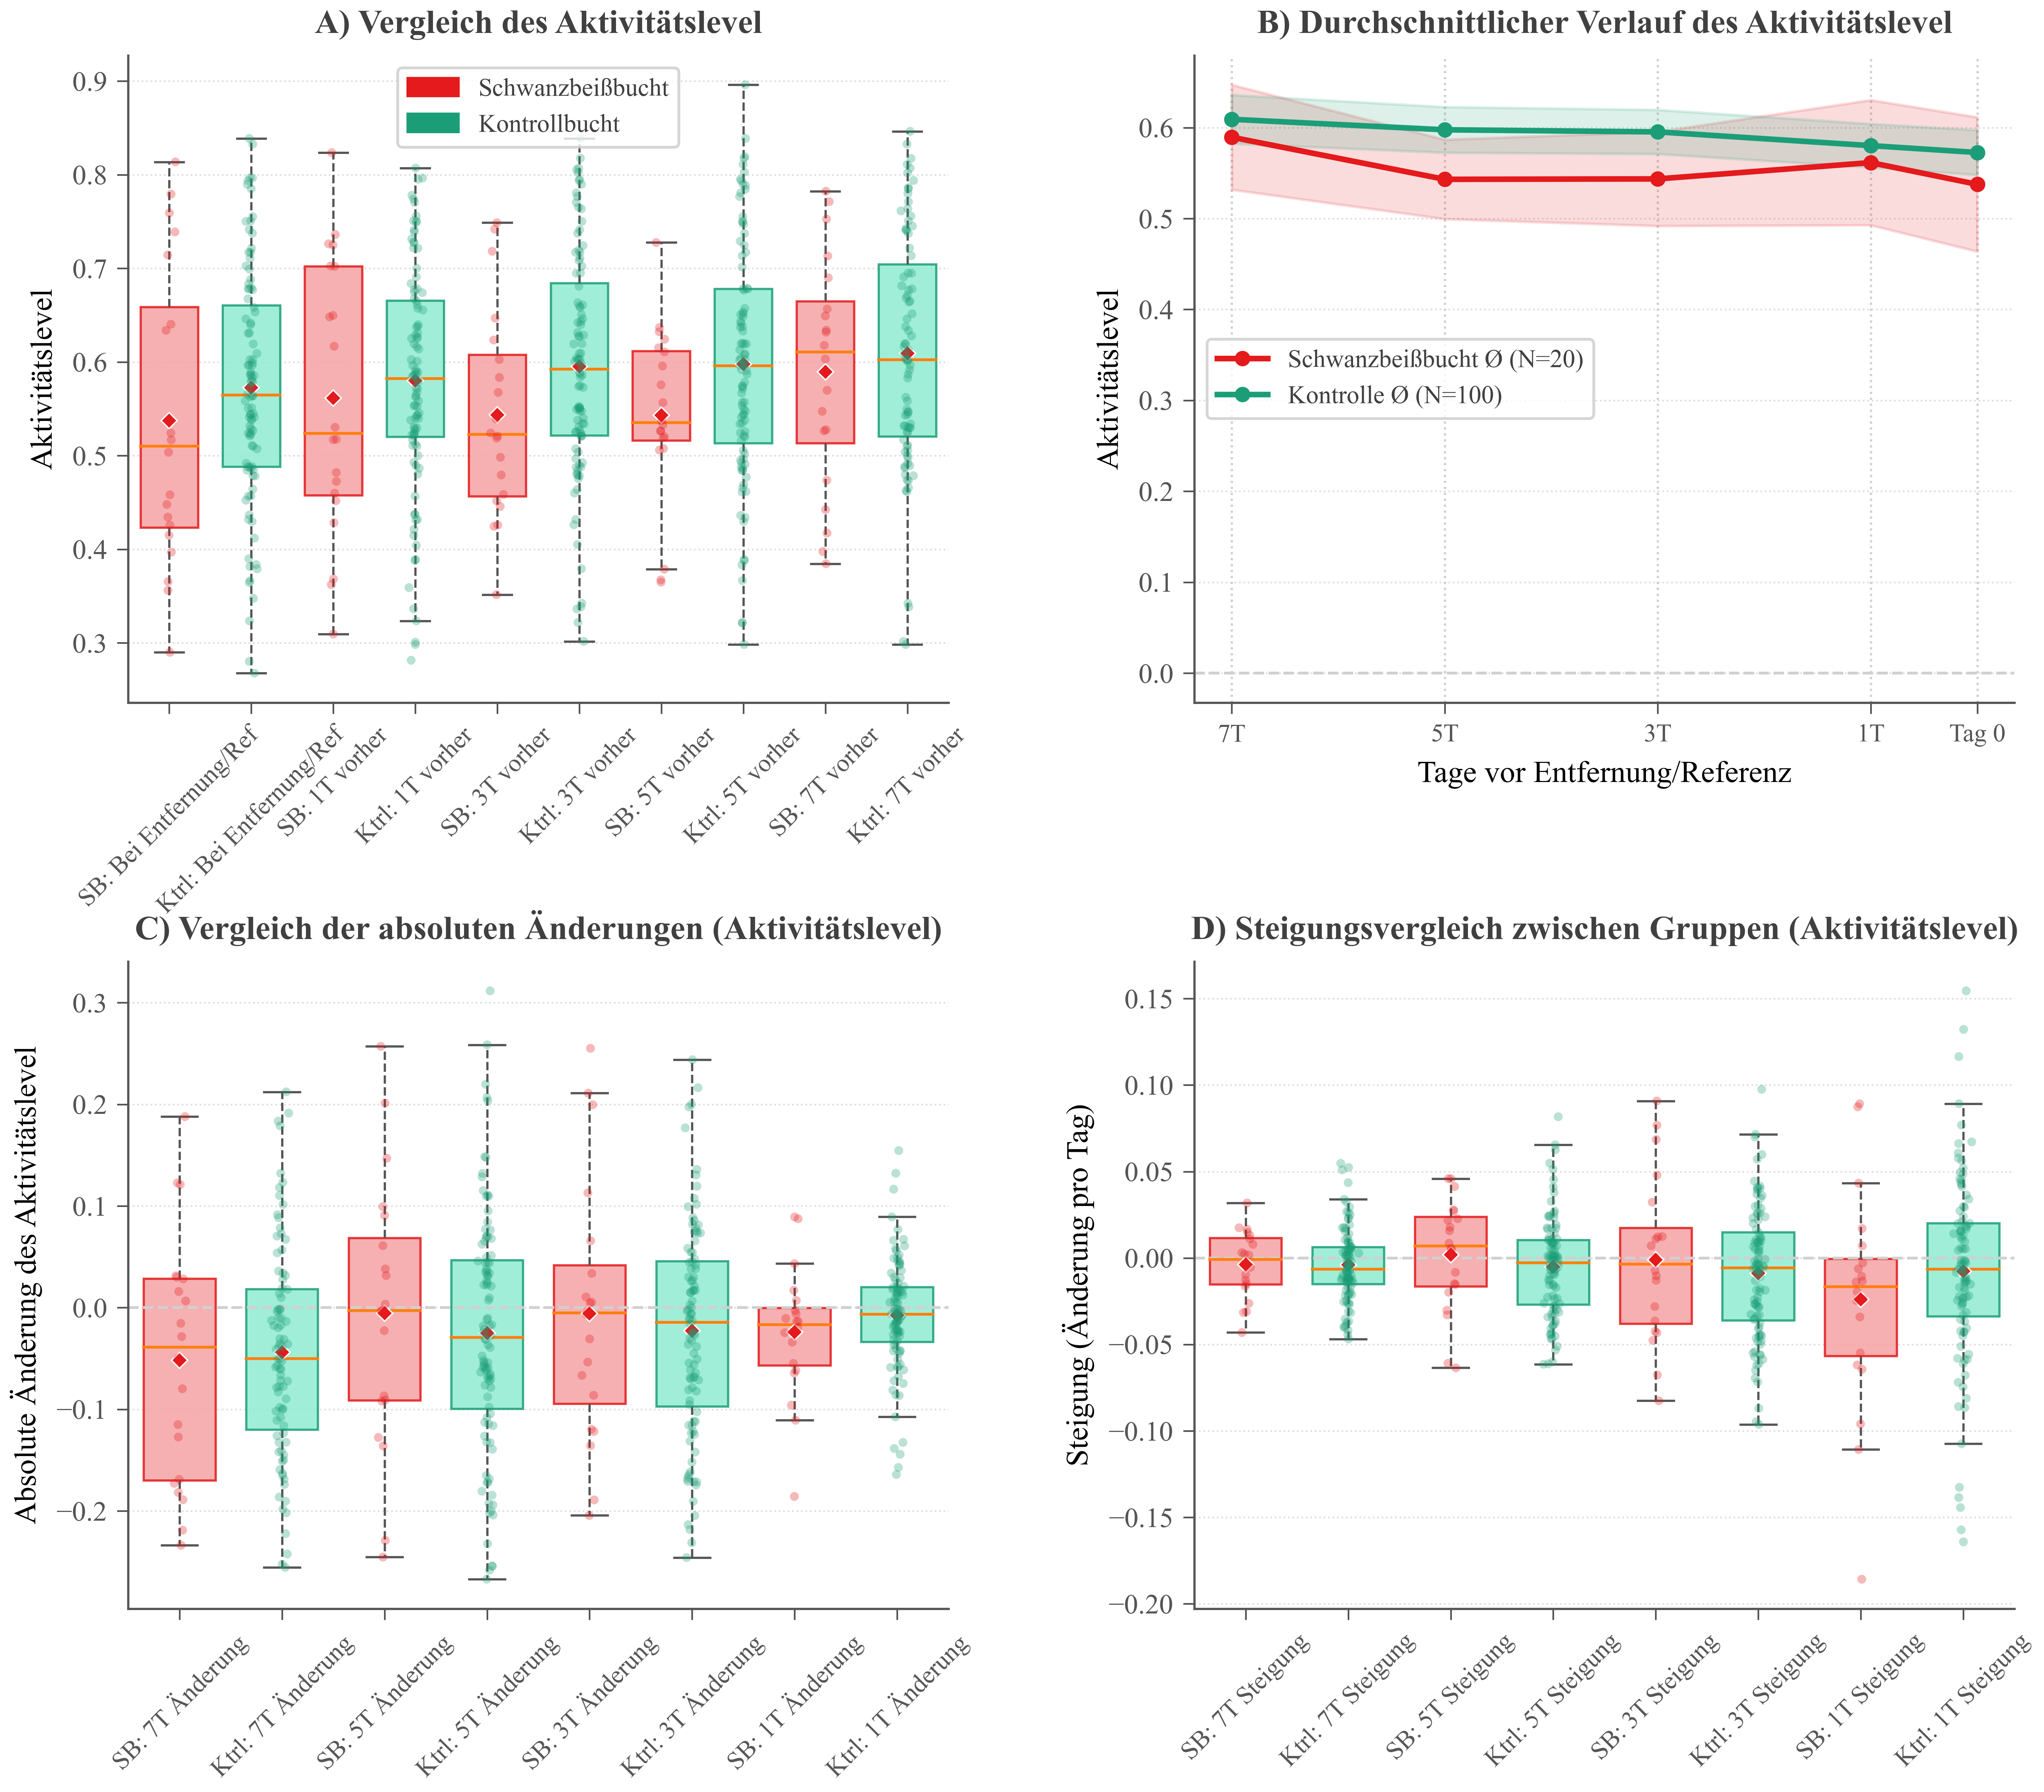 A) Vergleich des Aktivitätslevel
Aktivitätslevel
0.9
0.8
0.7
0.6
0.5
0.4
0.3
Schwanzbeißbucht
Kontrollbucht
SB: Bei Entfernung/Ref
Ktrl: Bei Entfernung/Ref
SB: 1T vorher
Ktrl: 1T vorher
SB: 3T vorher
Ktrl: 3T vorher
SB: 5T vorher
Ktrl: 5T vorher
SB: 7T vorher
Ktrl: 7T vorher
B) Durchschnittlicher Verlauf des Aktivitätslevel
Aktivitätslevel
0.6
0.5
0.4
0.3
0.2
0.1
0.0
Schwanzbeißbucht Ø (N=20)
Kontrolle Ø (N=100)
7T
5T
3T
1T
Tag 0
Tage vor Entfernung/Referenz
C) Vergleich der absoluten Änderungen (Aktivitätslevel)
Absolute Änderung des Aktivitätslevel
0.3
0.2
0.1
0.0
−0.1
−0.2
SB: 7T Änderung
Ktrl: 7T Änderung
SB: 5T Änderung
Ktrl: 5T Änderung
SB: 3T Änderung
Ktrl: 3T Änderung
SB: 1T Änderung
Ktrl: 1T Änderung
D) Steigungsvergleich zwischen Gruppen (Aktivitätslevel)
Steigung (Änderung pro Tag)
0.15
0.10
0.05
0.00
−0.05
−0.10
−0.15
−0.20
SB: 7T Steigung
Ktrl: 7T Steigung
SB: 5T Steigung
Ktrl: 5T Steigung
SB: 3T Steigung
Ktrl: 3T Steigung
SB: 1T Steigung
Ktrl: 1T Steigung